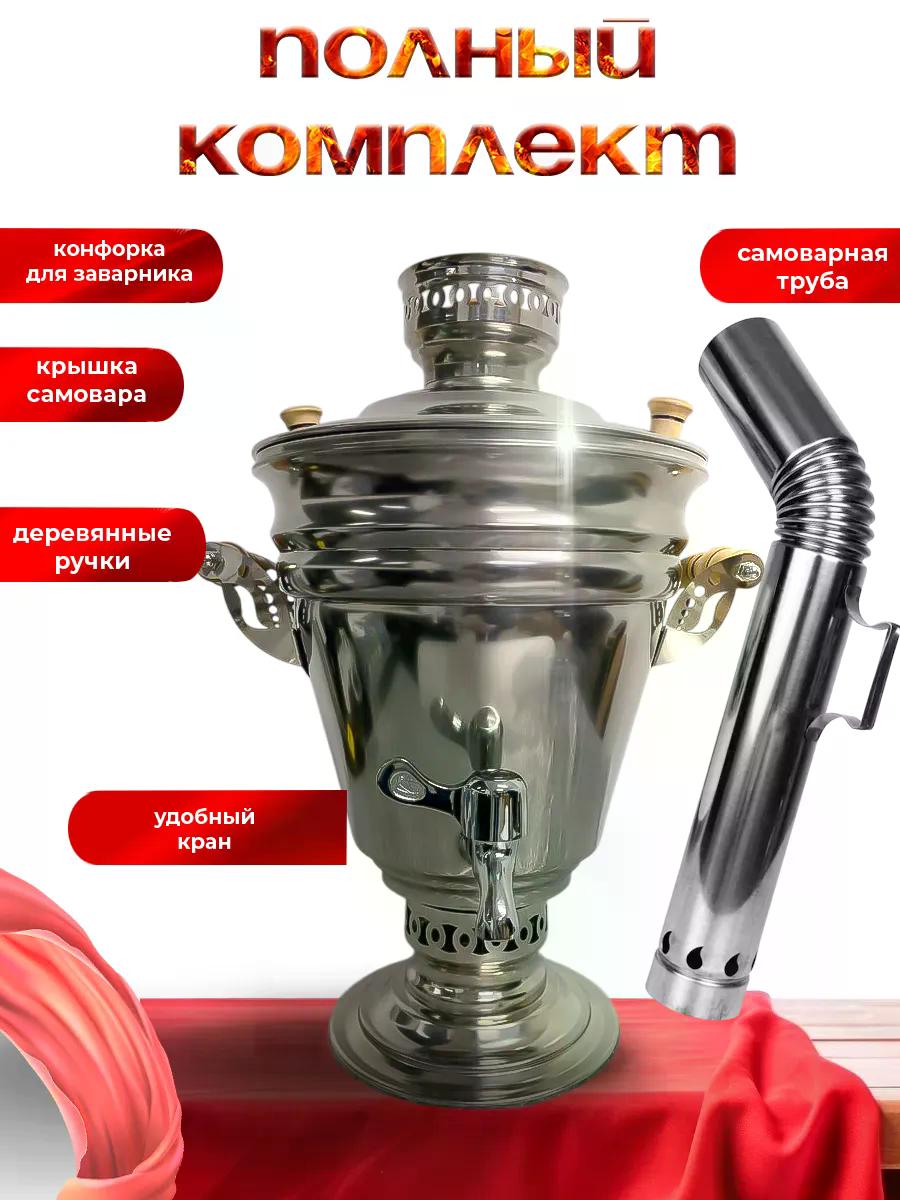 ПОЛНЫЙ
КОМПЛЕКТ
конфорка
для заварника
самоварная
труба
крышка
самовара
деревянные
ручки
удобный
кран